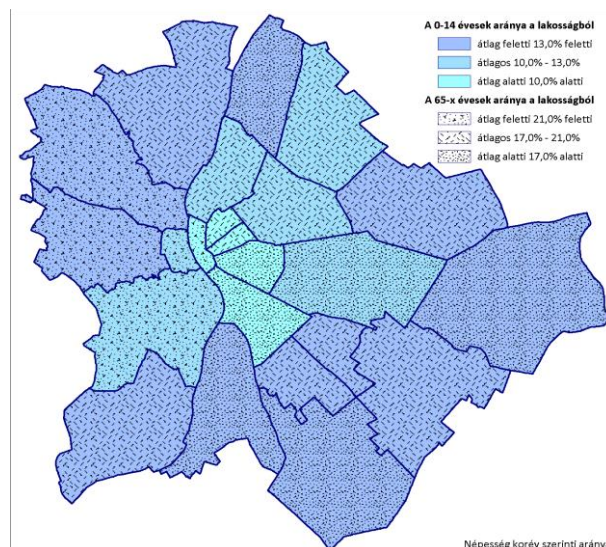 A 0-14 évesek aránya a lakosságból
átlag feletti 13,0% feletti
átlagos 10,0% - 13,0%
átlag alatti 10,0% alatti
A 65-x évesek aránya a lakosságból
átlag feletti 21,0% feletti
átlagos 17,0% - 21,0%
átlag alatti 17,0% alatti
Népesség korév szerinti aránya